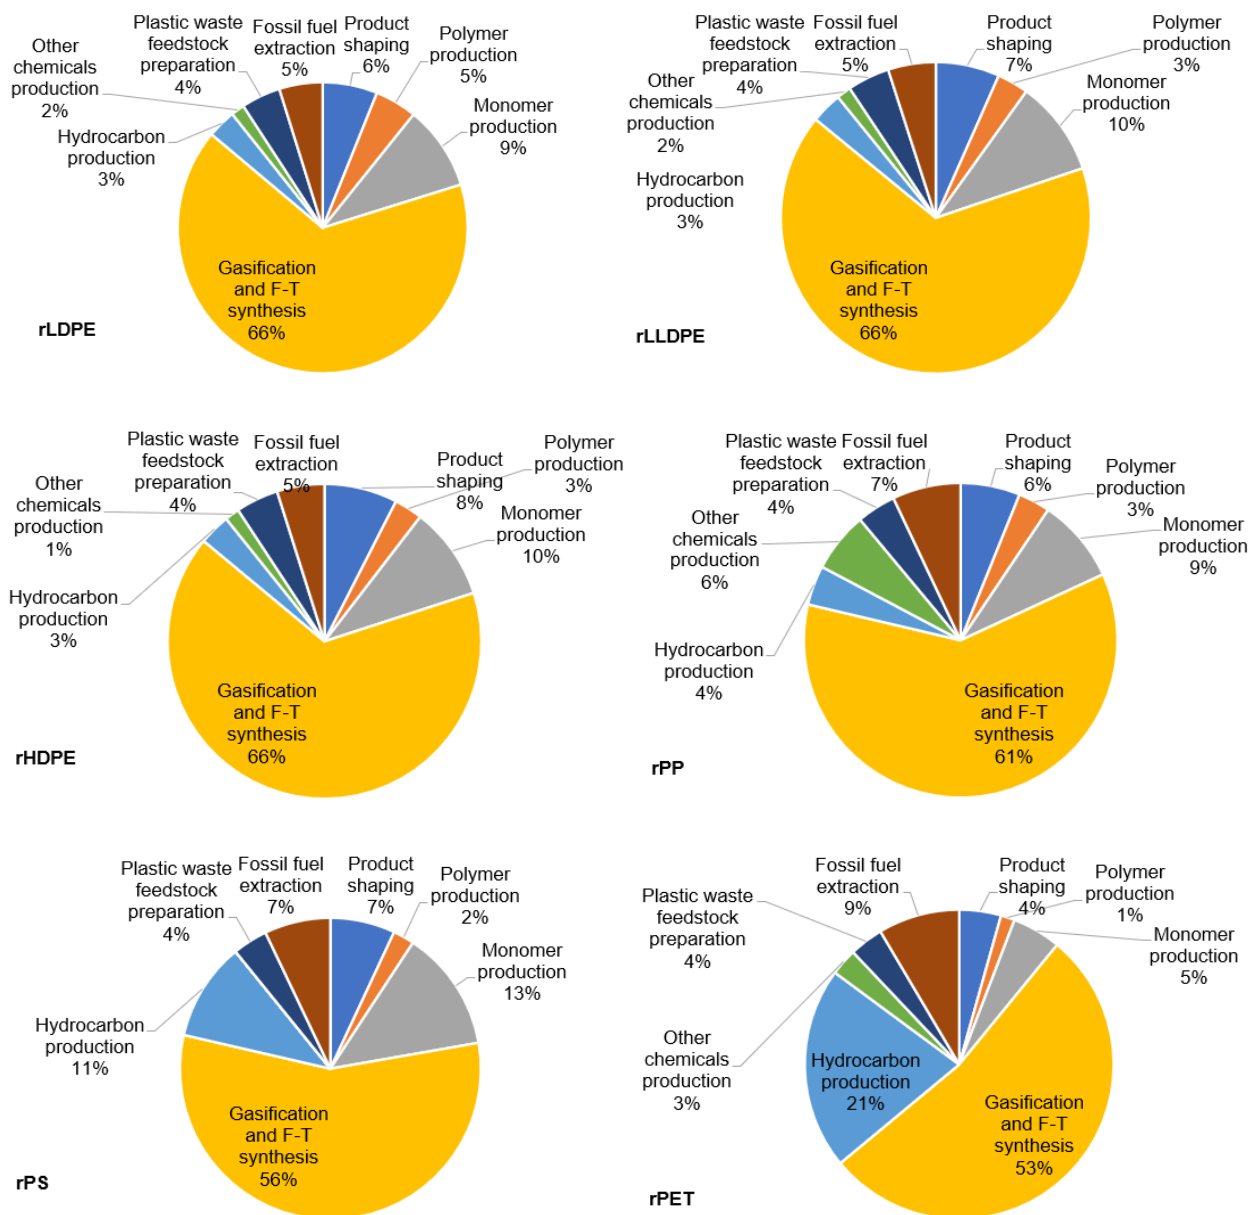 Other
chemicals
production
2%
Plastic waste
feedstock
preparation
4%
Fossil fuel
extraction
5%
Product
shaping
6%
Polymer
production
5%
Monomer
production
9%
Hydrocarbon
production
3%
Gasification
and F-T
synthesis
66%
rLDPE
Other
chemicals
production
2%
Plastic waste
feedstock
preparation
4%
Fossil fuel
extraction
5%
Product
shaping
7%
Polymer
production
3%
Monomer
production
10%
Hydrocarbon
production
3%
Gasification
and F-T
synthesis
66%
rLLDPE
Other
chemicals
production
1%
Plastic waste
feedstock
preparation
4%
Fossil fuel
extraction
5%
Product
shaping
8%
Polymer
production
3%
Monomer
production
10%
Hydrocarbon
production
3%
Gasification
and F-T
synthesis
66%
rHDPE
Other
chemicals
production
6%
Plastic waste
feedstock
preparation
4%
Fossil fuel
extraction
7%
Product
shaping
6%
Polymer
production
3%
Monomer
production
9%
Hydrocarbon
production
4%
Gasification
and F-T
synthesis
61%
rPP
Plastic waste
feedstock
preparation
4%
Fossil fuel
extraction
7%
Product
shaping
7%
Polymer
production
2%
Monomer
production
13%
Hydrocarbon
production
11%
Gasification
and F-T
synthesis
56%
rPS
Plastic waste
feedstock
preparation
4%
Fossil fuel
extraction
9%
Product
shaping
4%
Polymer
production
1%
Monomer
production
5%
Other
chemicals
production
3%
Hydrocarbon
production
21%
Gasification
and F-T
synthesis
53%
rPET